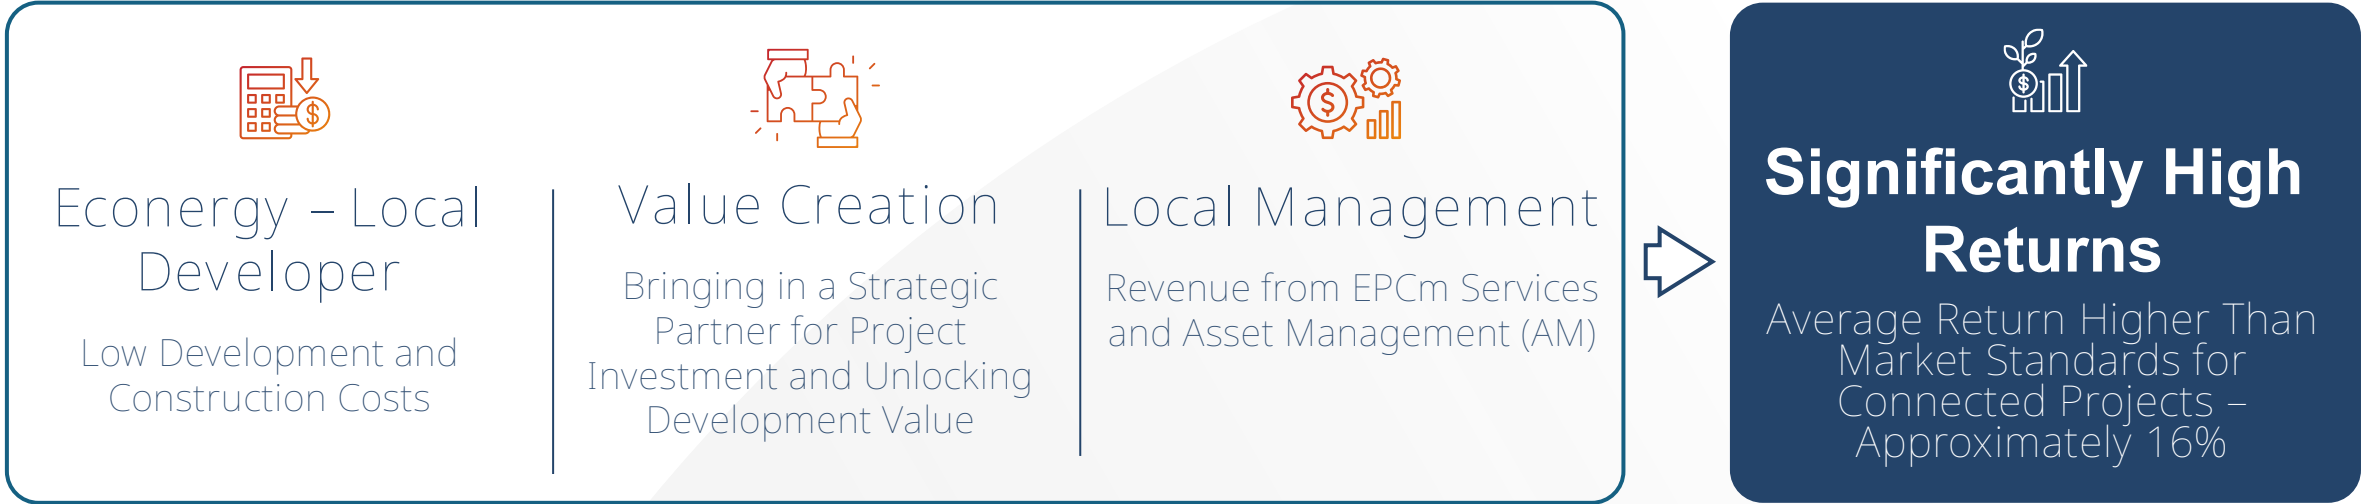 Econergy – Local
Developer
Low Development and
Construction Costs
Value Creation
Bringing in a Strategic
Partner for Project
Investment and Unlocking
Development Value
Local Management
Revenue from EPCm Services
and Asset Management (AM)
Significantly High
Returns
Average Return Higher Than
Market Standards for
Connected Projects –
Approximately 16%